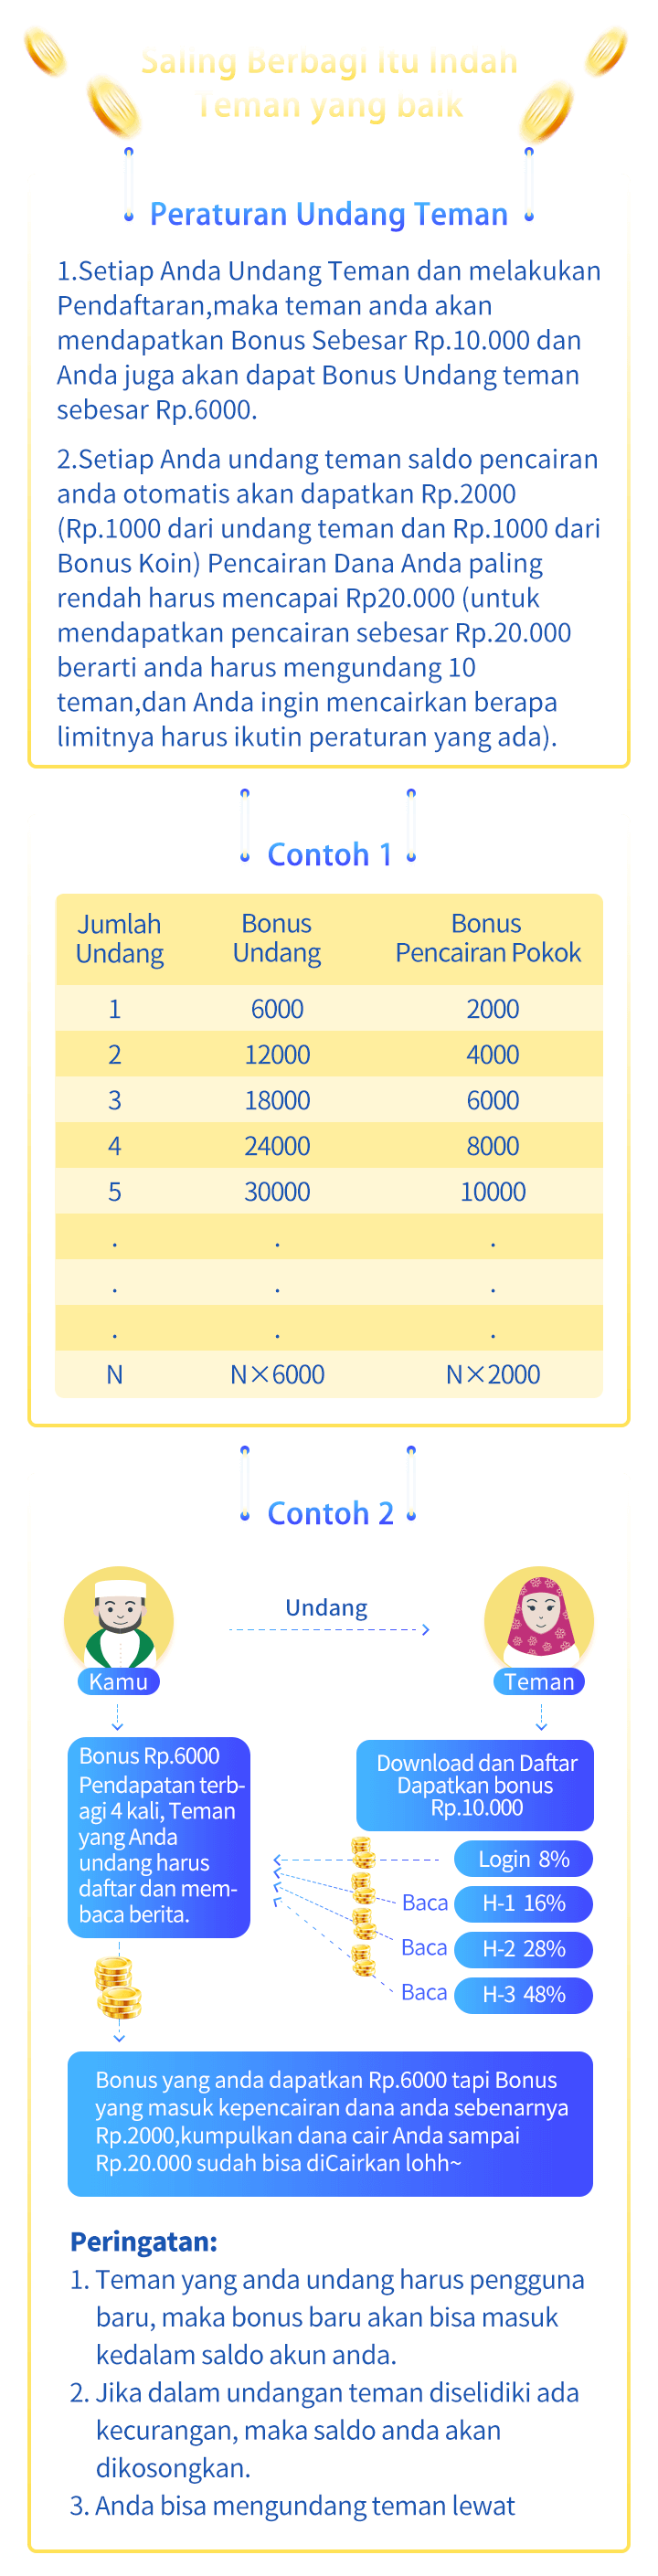 Saling Berbagi Itu Indah
Teman yang baik
Peraturan Undang Teman
1.Setiap Anda Undang Teman dan melakukan
Pendaftaran,maka teman anda akan
mendapatkan Bonus Sebesar Rp.10.000 dan
Anda juga akan dapat Bonus Undang teman
sebesar Rp.6000.
2.Setiap Anda undang teman saldo pencairan
anda otomatis akan dapatkan Rp.2000
(Rp.1000 dari undang teman dan Rp.1000 dari
Bonus Koin) Pencairan Dana Anda paling
rendah harus mencapai Rp20.000 (untuk
mendapatkan pencairan sebesar Rp.20.000
berarti anda harus mengundang 10
teman,dan Anda ingin mencairkan berapa
limitnya harus ikutin peraturan yang ada).
Contoh 1
Jumlah Undang Bonus Undang Bonus Pencairan Pokok
1 6000 2000
2 12000 4000
3 18000 6000
4 24000 8000
5 30000 10000
. . .
. . .
. . .
N N×6000 N×2000
Contoh 2
Undang
Kamu
Teman
Bonus Rp.6000
Pendapatan terb-
agi 4 kali, Teman
yang Anda
undang harus
daftar dan mem-
baca berita.
Download dan Daftar
Dapatkan bonus
Rp.10.000
Login 8%
Baca H-1 16%
Baca H-2 28%
Baca H-3 48%
Bonus yang anda dapatkan Rp.6000 tapi Bonus
yang masuk kepencairan dana anda sebenarnya
Rp.2000,kumpulkan dana cair Anda sampai
Rp.20.000 sudah bisa diCairkan lohh~
Peringatan:
1. Teman yang anda undang harus pengguna
baru, maka bonus baru akan bisa masuk
kedalam saldo akun anda.
2. Jika dalam undangan teman diselidiki ada
kecurangan, maka saldo anda akan
dikosongkan.
3. Anda bisa mengundang teman lewat